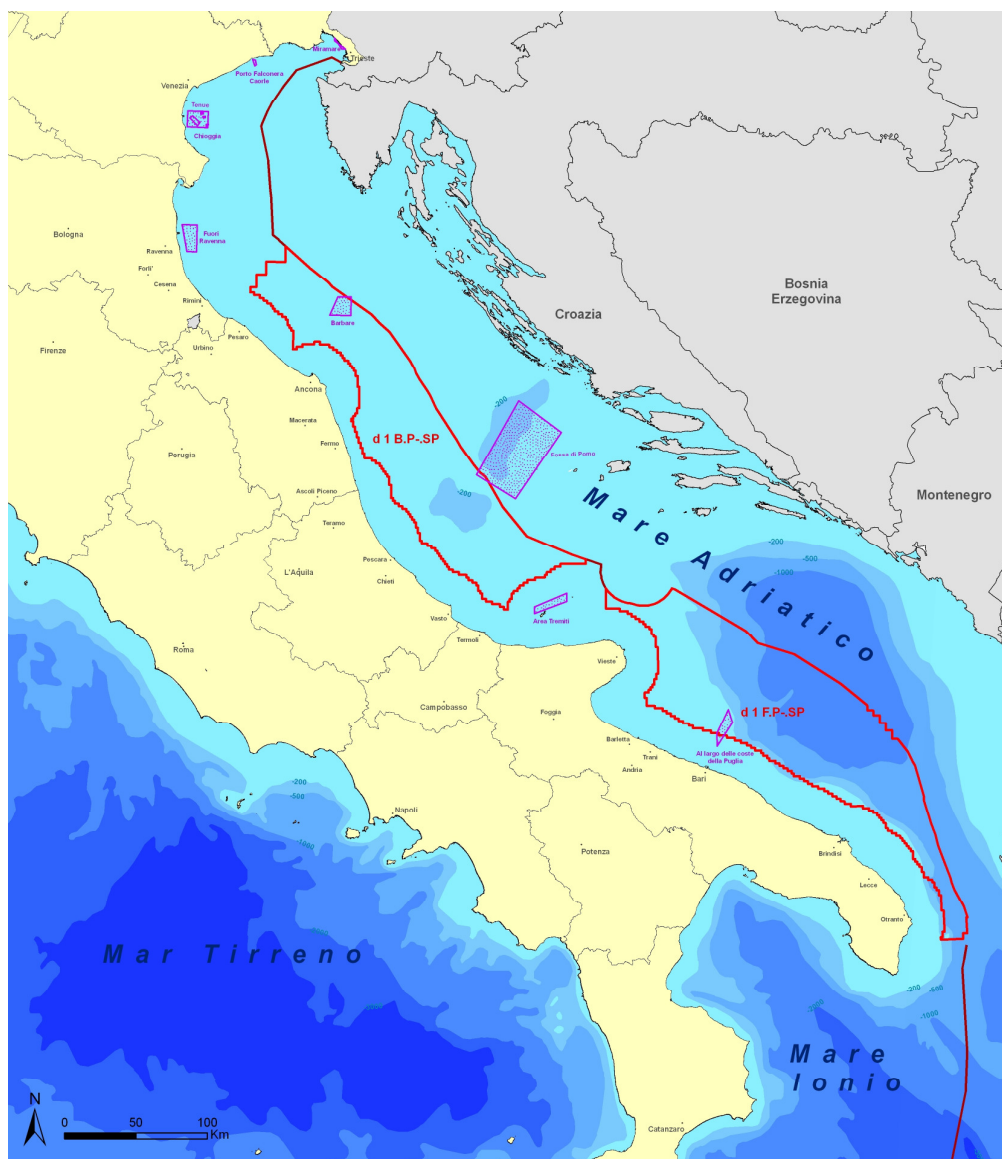 Miramare
Trieste
Porto Falconera
Caorle
Venezia
Tenue
Chioggia
Fuori
Ravenna
Bologna
Ravenna
Forli'
Cesena
Rimini
Barbare
Pesaro
Urbino
Firenze
Croazia
Bosnia
Erzegovina
Ancona
Macerata
Fermo
d 1 B.P-.SP
-200
Perugia
Ascoli Piceno
Teramo
-200
Montenegro
Mare Adriatico
-200
-500
-1000
Pescara
L'Aquila
Chieti
Vasto
Termoli
Area Tremiti
Roma
Vieste
Campobasso
Foggia
d 1 F.P-.SP
Barletta
Trani
Andria
Bari
Al largo delle coste
della Puglia
-200
-500
-1000
Napoli
Potenza
Brindisi
Lecce
Otranto
Mar Tirreno
-200
-1000
Mare
Ionio
N
0 50 100
Km
Catanzaro